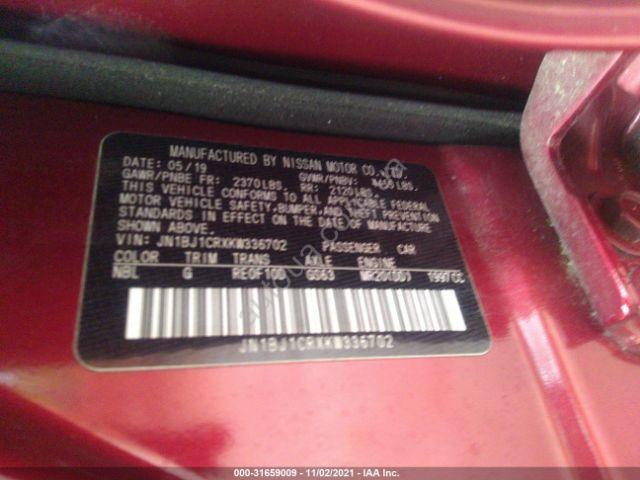 MANUFACTURED BY NISSAN MOTOR CO., LTD.
DATE: 05/19
GAWR/PNBE FR: 2370LBS. GVWR/PNBV: 4456 LBS.
RR: 2120LBS.
THIS VEHICLE CONFORMS TO ALL APPLICABLE FEDERAL
MOTOR VEHICLE SAFETY,BUMPER,AND THEFT PREVENTION
STANDARDS IN EFFECT ON THE DATE OF MANUFACTURE
SHOWN ABOVE.
VIN: JN1BJ1CRXKW336702 PASSENGER CAR
COLOR TRIM TRANS AXLE ENGINE
NBL G RE0F10D GS63 MR20(DD) 1997CC
JN1BJ1CRXKW336702
000-31659009 - 11/02/2021 - IAA Inc.